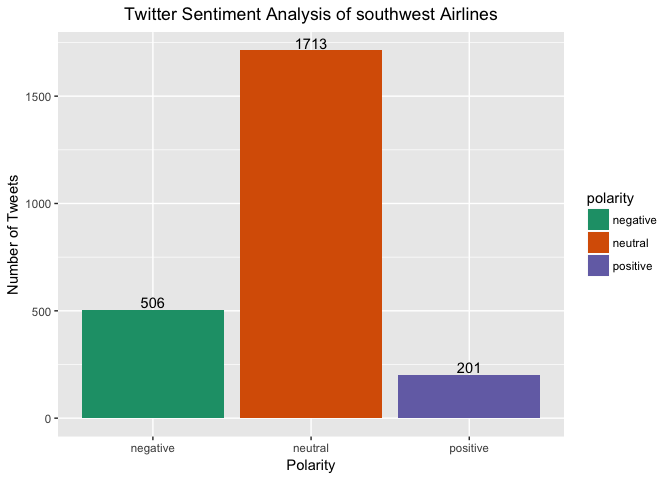 Twitter Sentiment Analysis of southwest Airlines
1713
1500
1000
506
500
201
0
Number of Tweets
negative neutral positive
Polarity
polarity
negative
neutral
positive